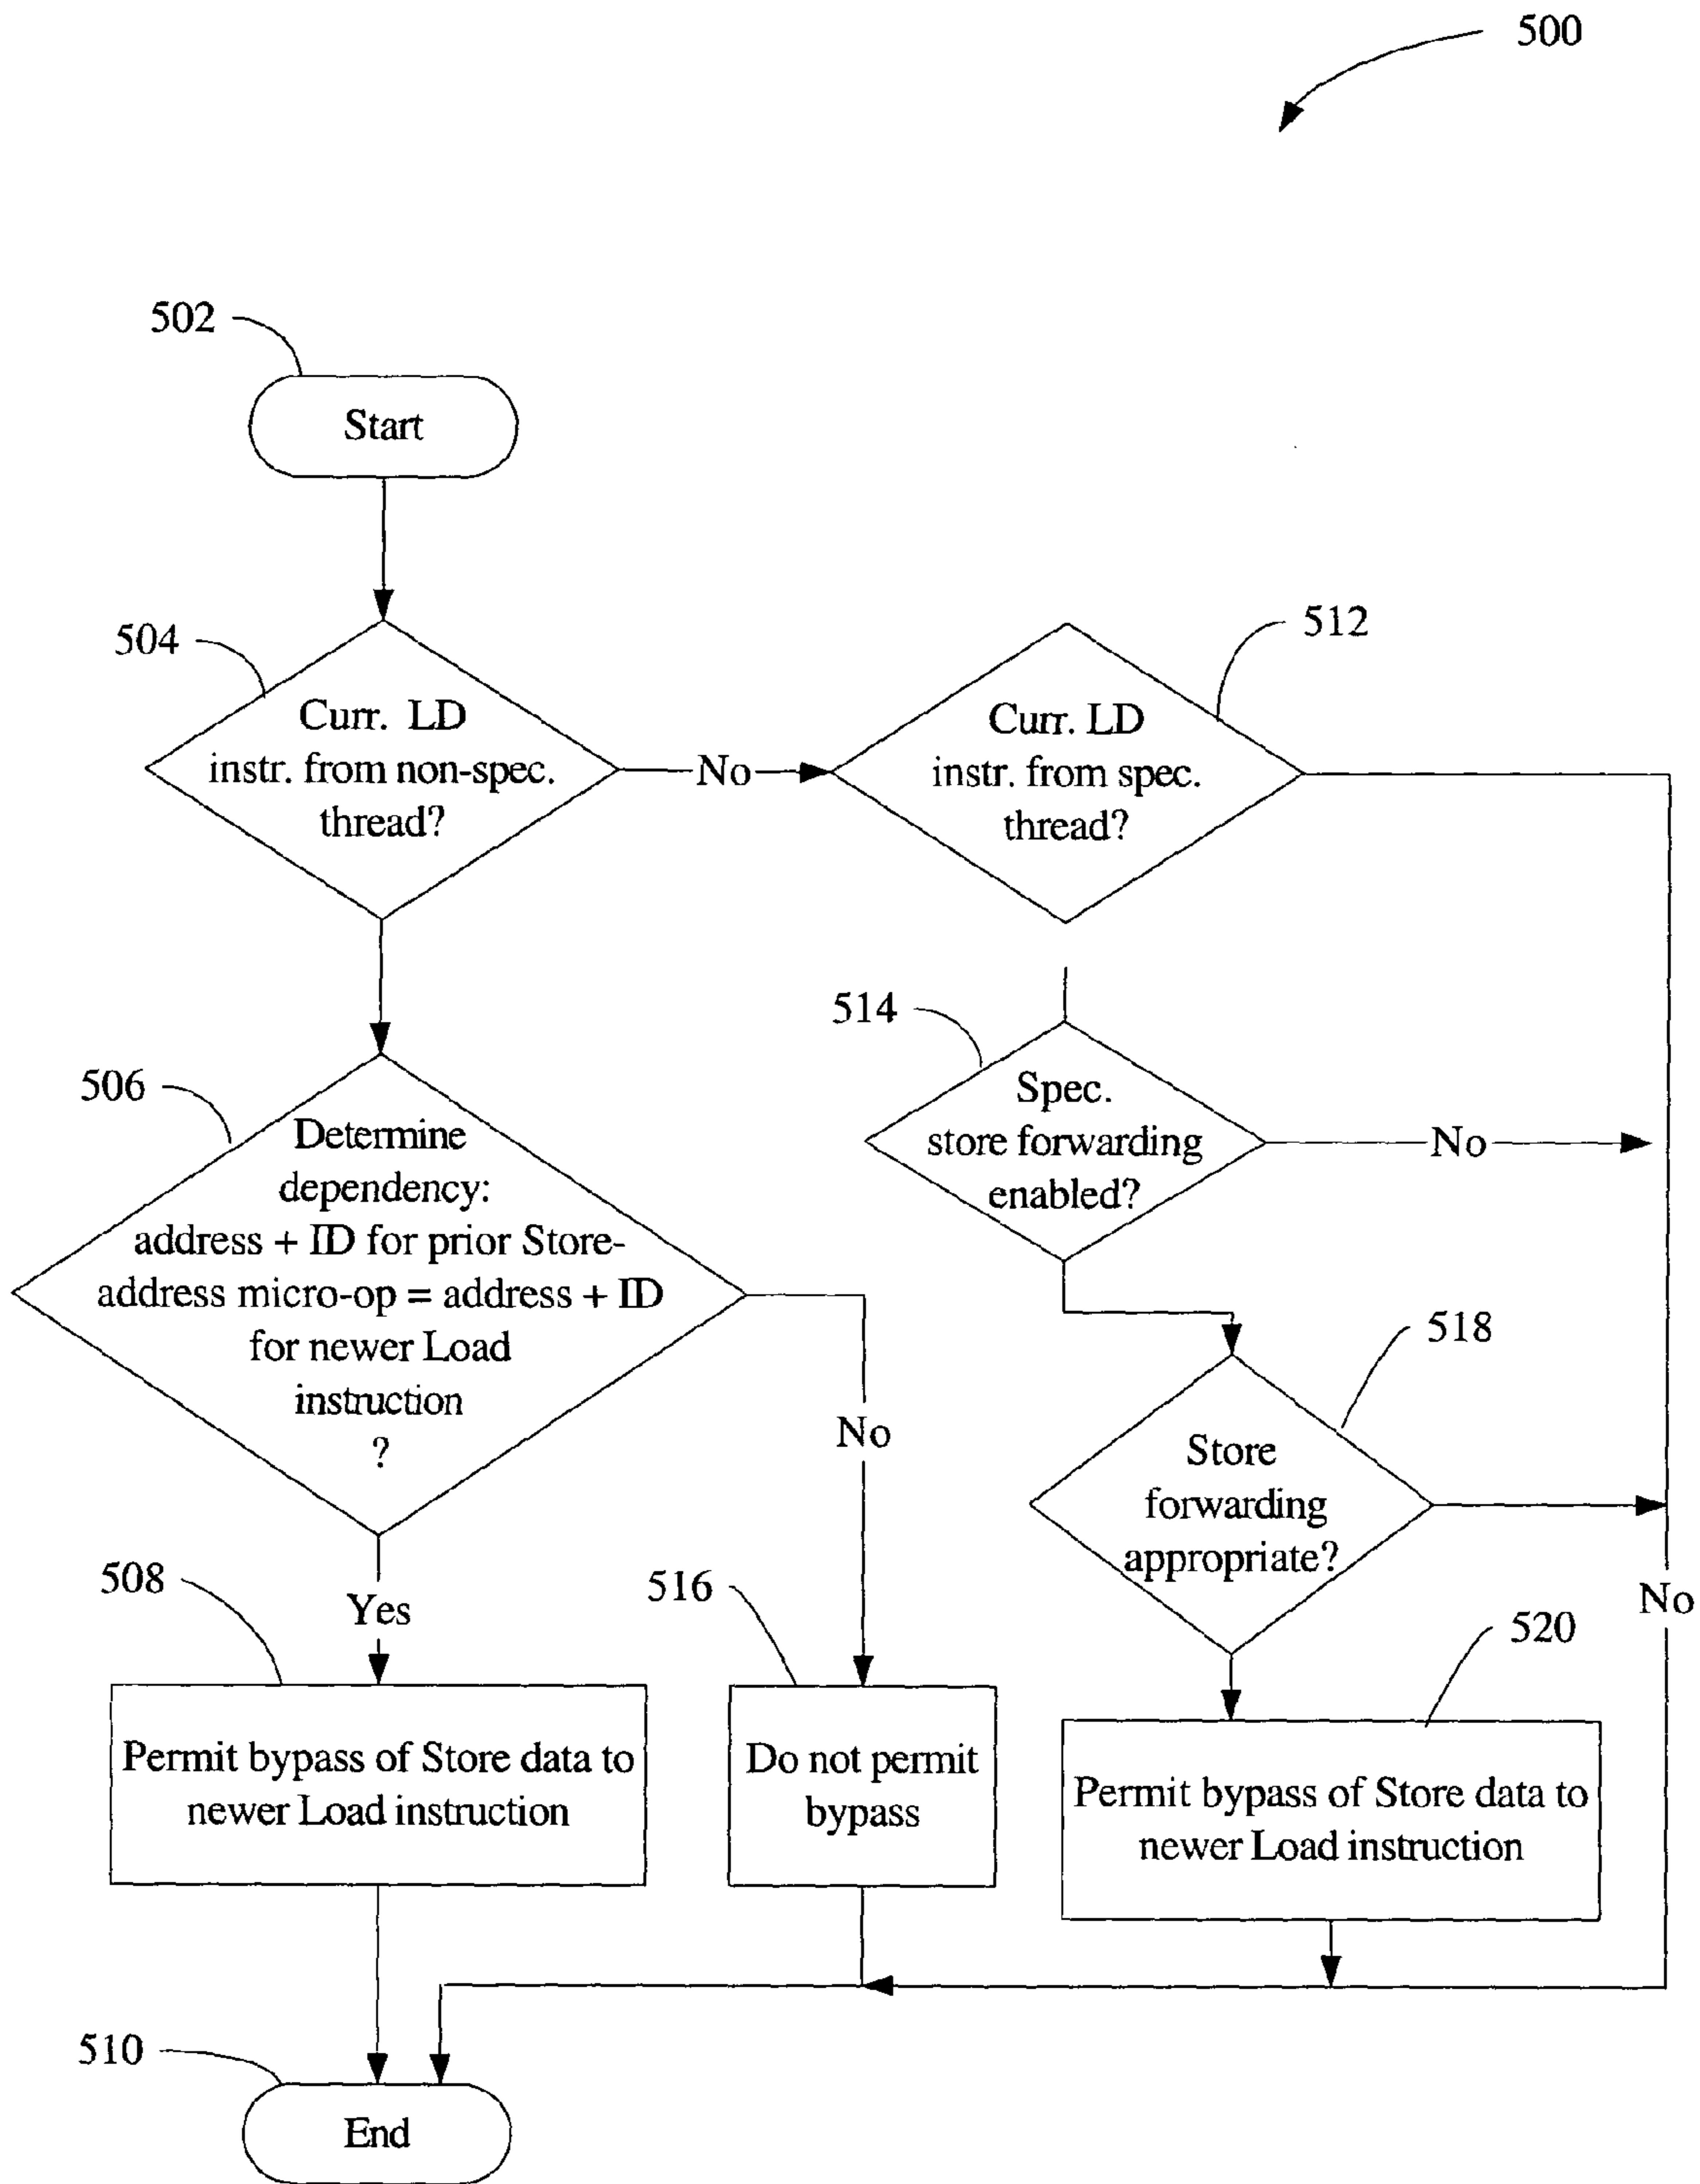 500
502
Start
504
Curr. LD
instr. from non-spec.
thread?
No
512
Curr. LD
instr. from spec.
thread?
514
Spec.
store forwarding
enabled?
No
506
Determine
dependency:
address + ID for prior Store-
address micro-op = address + ID
for newer Load
instruction
?
No
518
Store
forwarding
appropriate?
No
508
Yes
516
520
Permit bypass of Store data to
newer Load instruction
Do not permit
bypass
Permit bypass of Store data to
newer Load instruction
510
End